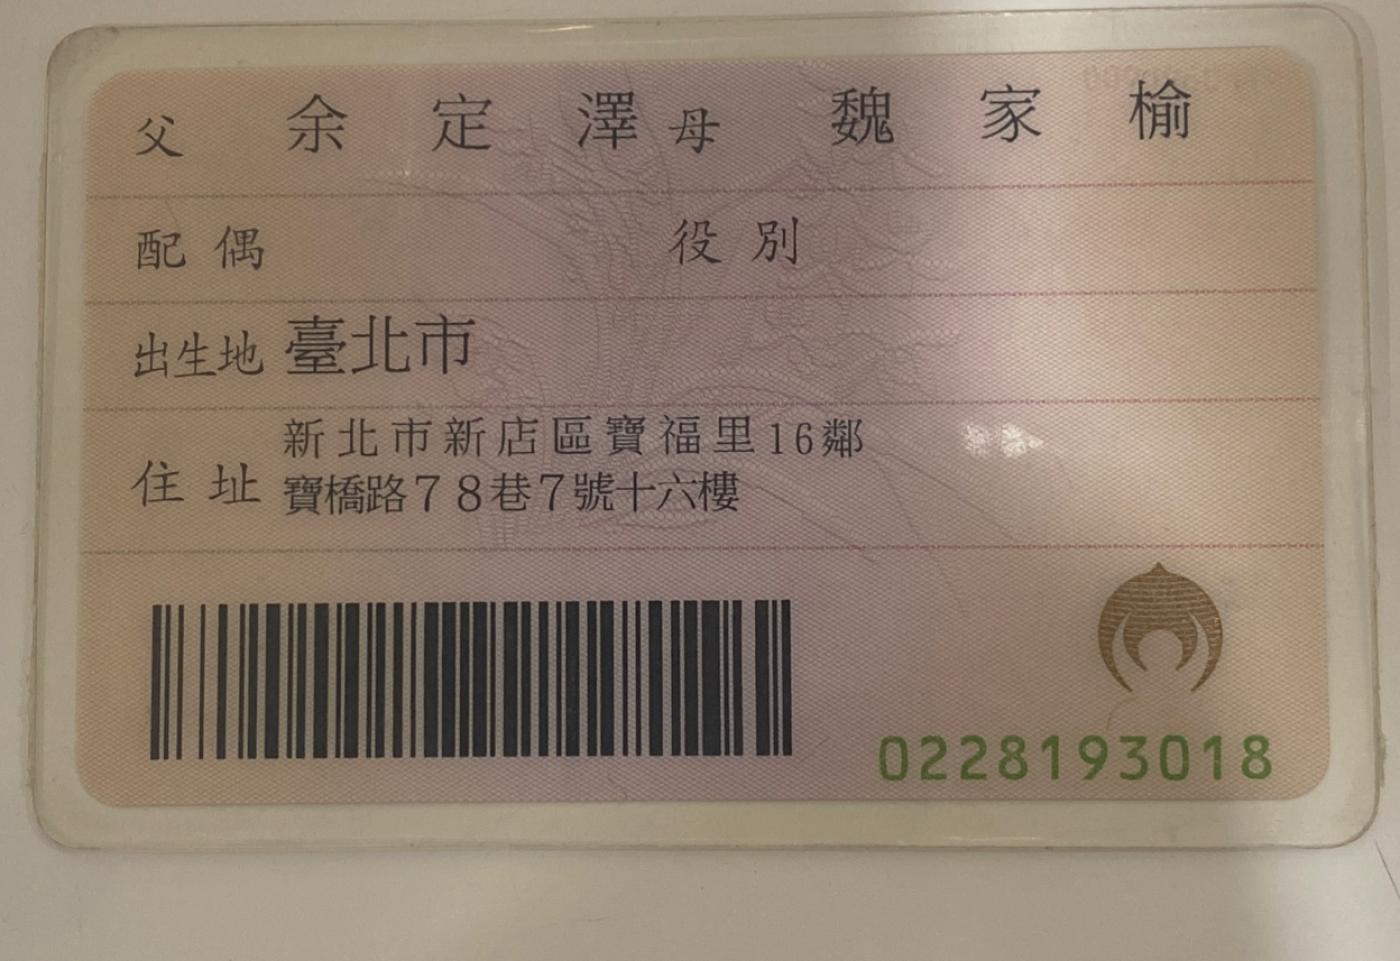 父 余定澤 母 魏家榆
配偶 役別
出生地 臺北市
住址 新北市新店區寶福里16鄰
寶橋路78巷7號十六樓
0228193018